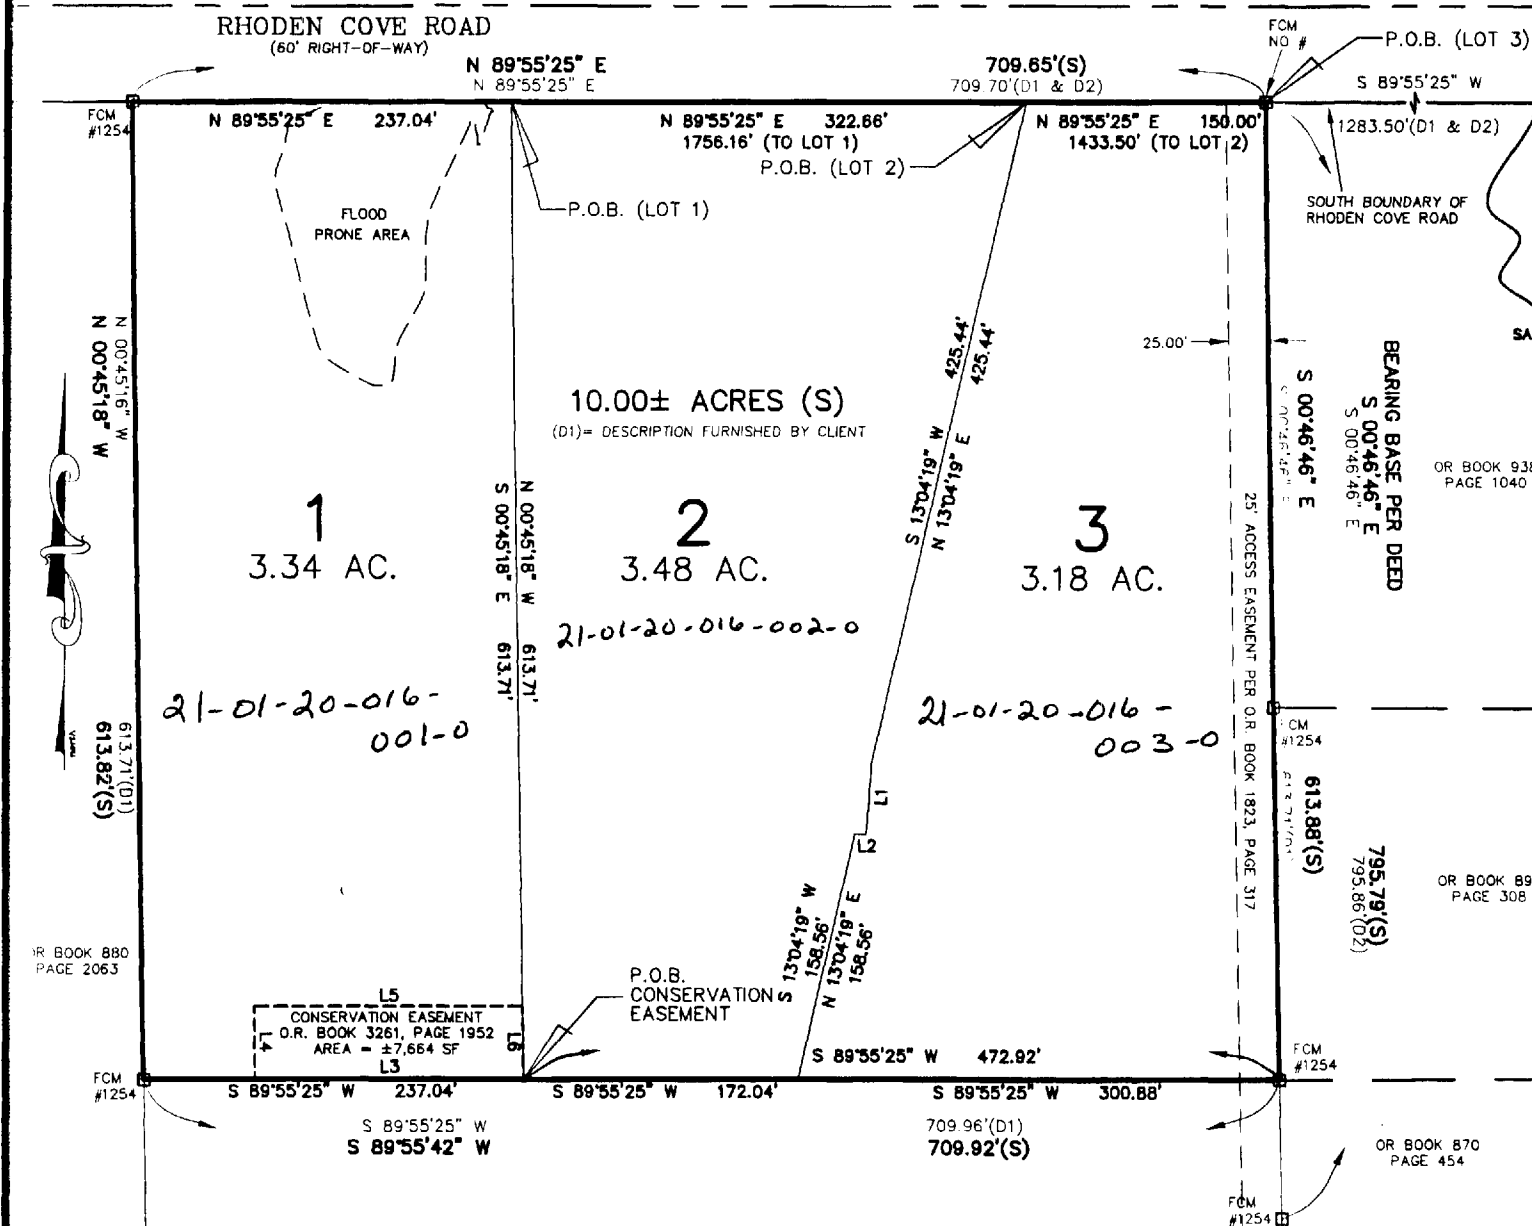 RHODEN COVE ROAD
(60' RIGHT-OF-WAY)
N 89°55'25" E
N 89°55'25" E
709.65'(S)
709.70'(D1 & D2)
FCM
NO #
P.O.B. (LOT 3)
S 89°55'25" W
1283.50'(D1 & D2)
FCM
#1254
N 89°55'25" E 237.04'
N 89°55'25" E 322.66'
1756.16' (TO LOT 1)
P.O.B. (LOT 2)
N 89°55'25" E 150.00'
1433.50' (TO LOT 2)
P.O.B. (LOT 1)
FLOOD
PRONE AREA
SOUTH BOUNDARY OF
RHODEN COVE ROAD
SA
N 00°45'16" W
N 00°45'18" W
613.71'(D1)
613.82'(S)
25.00'
425.44'
425.44'
S 13°04'19" W
N 13°04'19" E
10.00± ACRES (S)
(D1)= DESCRIPTION FURNISHED BY CLIENT
S 00°46'46" E
S 00°46'46" E
BEARING BASE PER DEED
S 00°46'46" E
S 00°46'46" E
OR BOOK 938
PAGE 1040
1
3.34 AC.
N 00°45'18" W 613.71'
S 00°45'18" E 613.71'
2
3.48 AC.
3
3.18 AC.
21-01-20-016-002-0
21-01-20-016-
001-0
21-01-20-016-
003-0
25' ACCESS EASEMENT PER O.R. BOOK 1823, PAGE 317
CM
#1254
613.88'(S)
613.71'(D1)
795.79'(S)
795.86'(D2)
L1
L2
S 13°04'19" W
158.56'
N 13°04'19" E
158.56'
OR BOOK 89
PAGE 308
R BOOK 880
PAGE 2063
P.O.B.
CONSERVATION
EASEMENT
L5
CONSERVATION EASEMENT
O.R. BOOK 3261, PAGE 1952
AREA = ±7,664 SF
L4
L6
L3
S 89°55'25" W 472.92'
FCM
#1254
FCM
#1254
S 89°55'25" W 237.04'
S 89°55'25" W 172.04'
S 89°55'25" W 300.88'
S 89°55'25" W
S 89°55'42" W
709.96'(D1)
709.92'(S)
OR BOOK 870
PAGE 454
FCM
#1254